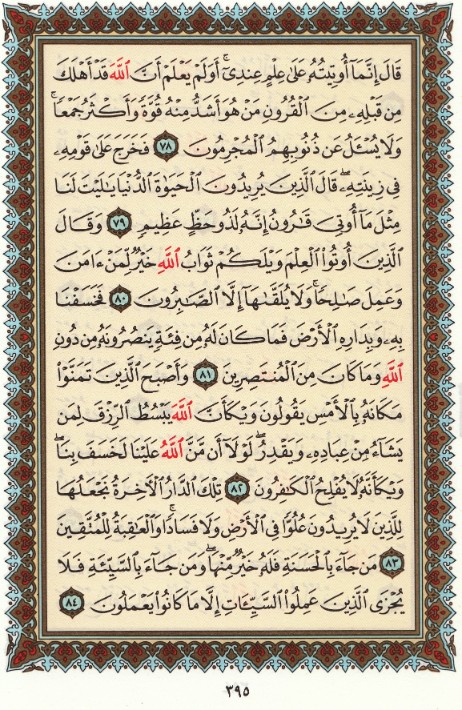 قَالَ إِنَّمَآ أُوتِيتُهُۥ عَلَىٰ عِلْمٍ عِندِىٓ ۚ أَوَلَمْ يَعْلَمْ أَنَّ ٱللَّهَ قَدْ أَهْلَكَ
مِن قَبْلِهِۦ مِنَ ٱلْقُرُونِ مَنْ هُوَ أَشَدُّ مِنْهُ قُوَّةً وَأَكْثَرُ جَمْعًا ۚ
وَلَا يُسْـَٔلُ عَن ذُنُوبِهِمُ ٱلْمُجْرِمُونَ ٧٨ فَخَرَجَ عَلَىٰ قَوْمِهِۦ
فِى زِينَتِهِۦ ۖ قَالَ ٱلَّذِينَ يُرِيدُونَ ٱلْحَيَوٰةَ ٱلدُّنْيَا يَـٰلَيْتَ لَنَا
مِثْلَ مَآ أُوتِىَ قَـٰرُونُ إِنَّهُۥ لَذُو حَظٍّ عَظِيمٍ ٧٩ وَقَالَ
ٱلَّذِينَ أُوتُوا۟ ٱلْعِلْمَ وَيْلَكُمْ ثَوَابُ ٱللَّهِ خَيْرٌ لِّمَنْ ءَامَنَ
وَعَمِلَ صَـٰلِحًا ۚ وَلَا يُلَقَّىٰهَآ إِلَّا ٱلصَّـٰبِرُونَ ٨٠ فَخَسَفْنَا
بِهِۦ وَبِدَارِهِ ٱلْأَرْضَ فَمَا كَانَ لَهُۥ مِن فِئَةٍ يَنصُرُونَهُۥ مِن دُونِ
ٱللَّهِ وَمَا كَانَ مِنَ ٱلْمُنتَصِرِينَ ٨١ وَأَصْبَحَ ٱلَّذِينَ تَمَنَّوْا۟
مَكَانَهُۥ بِٱلْأَمْسِ يَقُولُونَ وَيْكَأَنَّ ٱللَّهَ يَبْسُطُ ٱلرِّزْقَ لِمَن
يَشَآءُ مِنْ عِبَادِهِۦ وَيَقْدِرُ ۖ لَوْلَآ أَن مَّنَّ ٱللَّهُ عَلَيْنَا لَخَسَفَ بِنَا ۖ
وَيْكَأَنَّهُۥ لَا يُفْلِحُ ٱلْكَـٰفِرُونَ ٨٢ تِلْكَ ٱلدَّارُ ٱلْـَٔاخِرَةُ نَجْعَلُهَا
لِلَّذِينَ لَا يُرِيدُونَ عُلُوًّا فِى ٱلْأَرْضِ وَلَا فَسَادًا ۚ وَٱلْعَـٰقِبَةُ لِلْمُتَّقِينَ
٨٣ مَن جَآءَ بِٱلْحَسَنَةِ فَلَهُۥ خَيْرٌ مِّنْهَا ۖ وَمَن جَآءَ بِٱلسَّيِّئَةِ فَلَا
يُجْزَى ٱلَّذِينَ عَمِلُوا۟ ٱلسَّيِّـَٔاتِ إِلَّا مَا كَانُوا۟ يَعْمَلُونَ ٨٤
٣٩٥